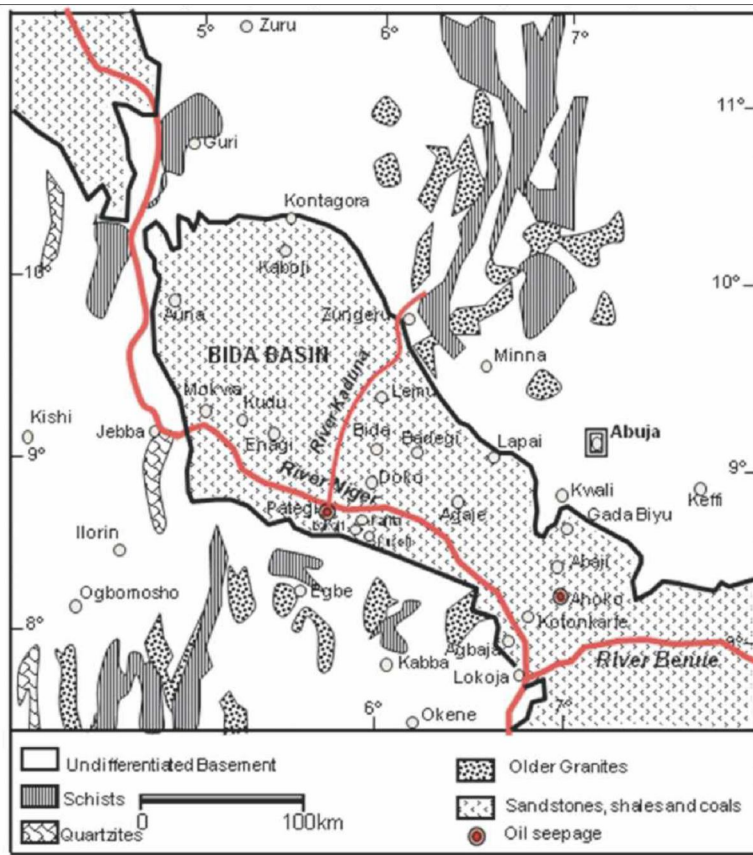 5°
Zuru
6°
7°
11°
Guri
Kontagora
10°
Kaboji
10°
Auna
Zungeru
BIDA BASIN
Minna
River Kaduna
Mokwa
Lemu
Kudu
Kishi
Jebba
Enagi
Bida
Badegi
Lapai
Abuja
9°
9°
River Niger
Doko
Kwali
Keffi
Pategi
Agaje
Gada Biyu
Ilorin
Abaji
Egbe
Ahoko
Ogbomosho
Kotonkarfe
8°
Agbaja
Kabba
Lokoja
River Benue
6°
7°
Okene
Undifferentiated Basement
Older Granites
Schists
Sandstones, shales and coals
0
100km
Quartzites
Oil seepage